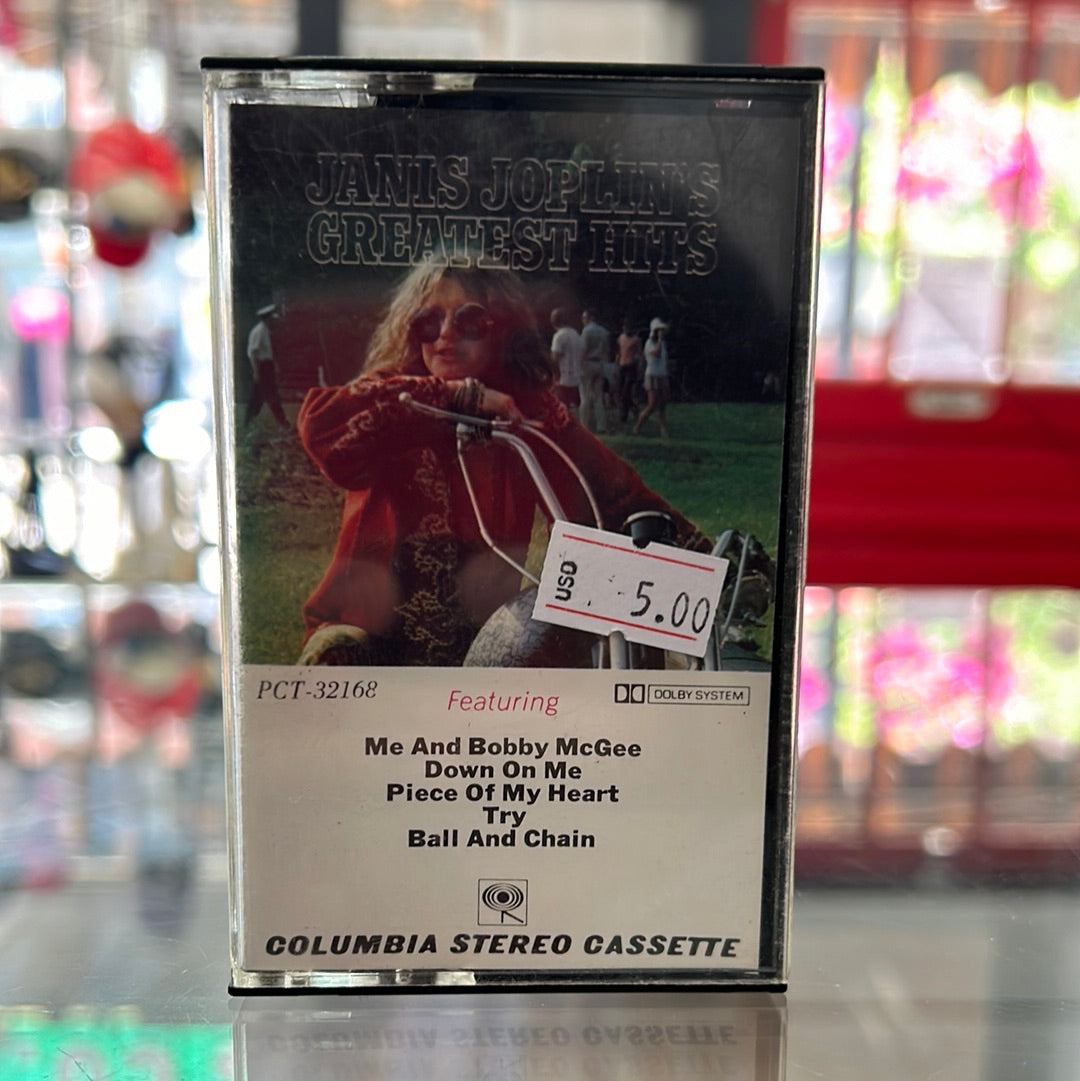 JANIS JOPLIN'S
GREATEST HITS
USD 5.00
PCT-32168
Featuring
DOLBY SYSTEM
Me And Bobby McGee
Down On Me
Piece Of My Heart
Try
Ball And Chain
COLUMBIA STEREO CASSETTE